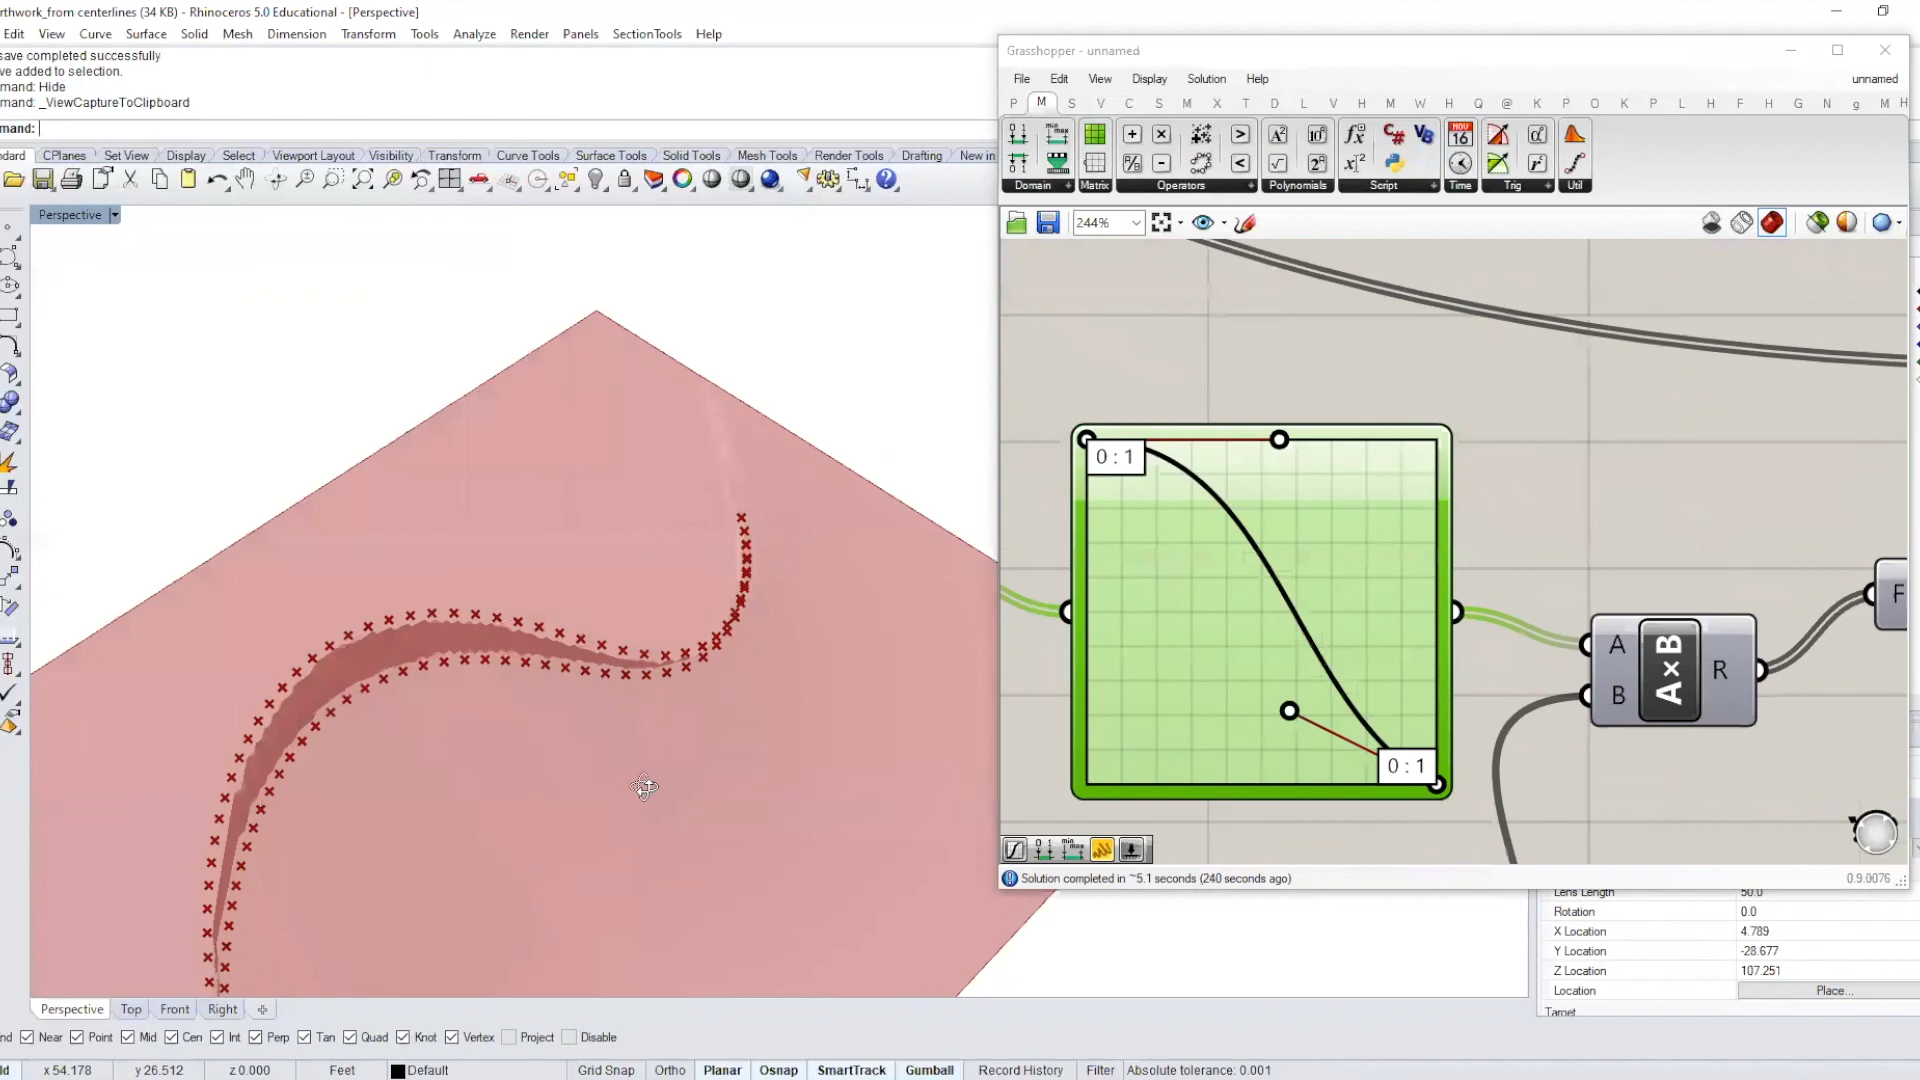 rthwork_from centerlines (34 KB) - Rhinoceros 5.0 Educational - [Perspective]
Edit View Curve Surface Solid Mesh Dimension Transform Tools Analyze Render Panels SectionTools Help
save completed successfully
ve added to selection.
mand: Hide
mand: _ViewCaptureToClipboard
mand:
ndard CPlanes Set View Display Select Viewport Layout Visibility Transform Curve Tools Surface Tools Solid Tools Mesh Tools Render Tools Drafting New in
Perspective
Grasshopper - unnamed
File Edit View Display Solution Help unnamed
P M S V C S M X T D L V H M W H Q @ K P O K P L H F H G N g M H
Domain Matrix Operators Polynomials Script Time Trig Util
244%
0 : 1
0 : 1
A
B
A×B
R
F
Solution completed in ~5.1 seconds (240 seconds ago) 0.9.0076
Lens Length 50.0
Rotation 0.0
X Location 4.789
Y Location -28.677
Z Location 107.251
Location Place...
Target
Perspective Top Front Right
nd Near Point Mid Cen Int Perp Tan Quad Knot Vertex Project Disable
ld x 54.178 y 26.512 z 0.000 Feet Default Grid Snap Ortho Planar Osnap SmartTrack Gumball Record History Filter Absolute tolerance: 0.001